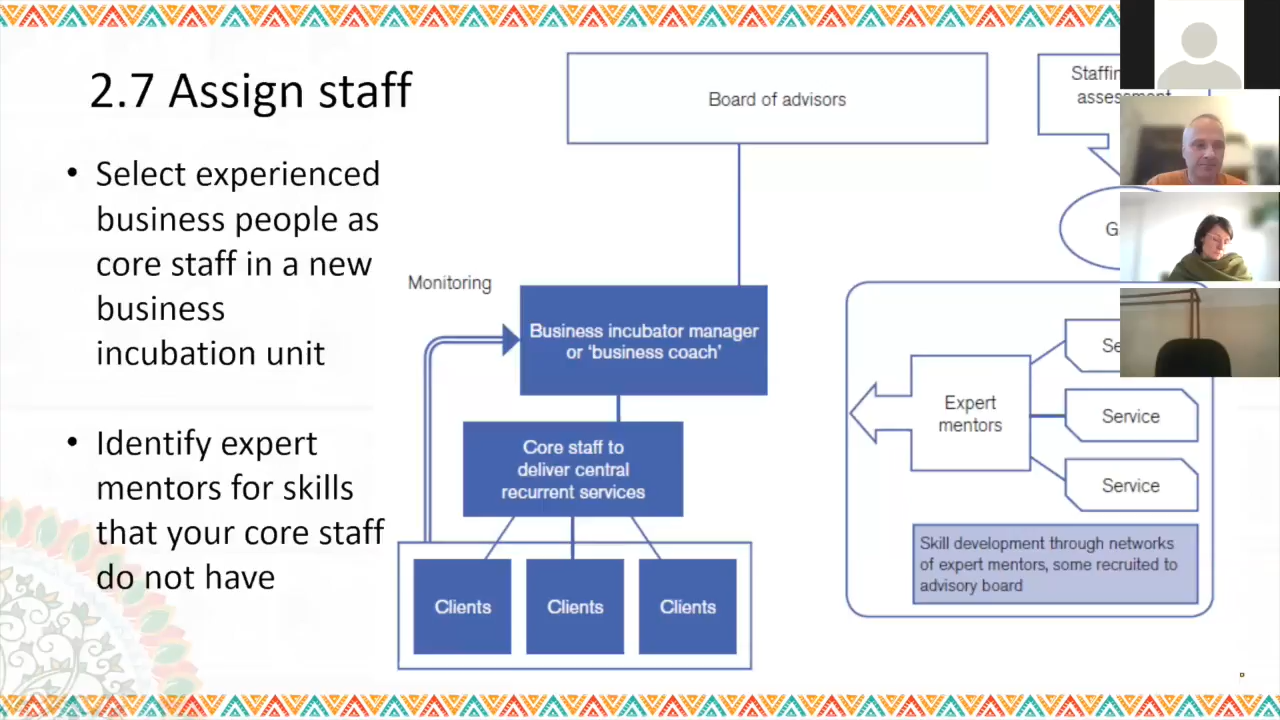 2.7 Assign staff
• Select experienced
business people as
core staff in a new
business
incubation unit
• Identify expert
mentors for skills
that your core staff
do not have
Board of advisors
Monitoring
Business incubator manager
or ‘business coach’
Core staff to
deliver central
recurrent services
Clients
Clients
Clients
Expert
mentors
Service
Service
Skill development through networks
of expert mentors, some recruited to
advisory board